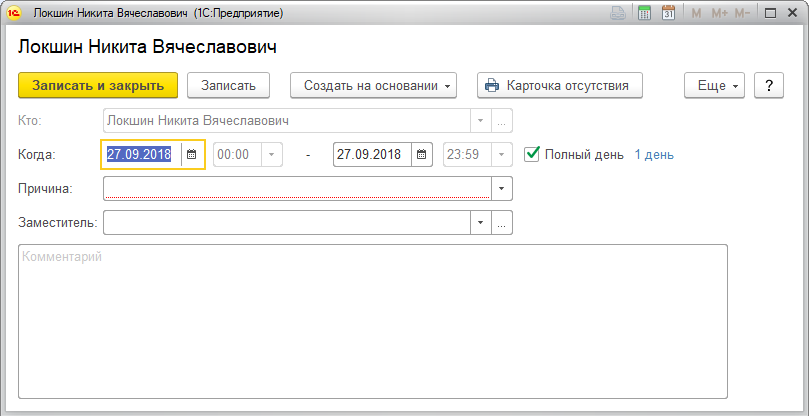 Локшин Никита Вячеславович (1С:Предприятие)
31 M M+ M-
Локшин Никита Вячеславович
Записать и закрыть Записать Создать на основании Карточка отсутствия Еще ?
Кто: Локшин Никита Вячеславович ...
Когда: 27.09.2018 00:00 - 27.09.2018 23:59 Полный день 1 день
Причина:
Заместитель: ...
Комментарий